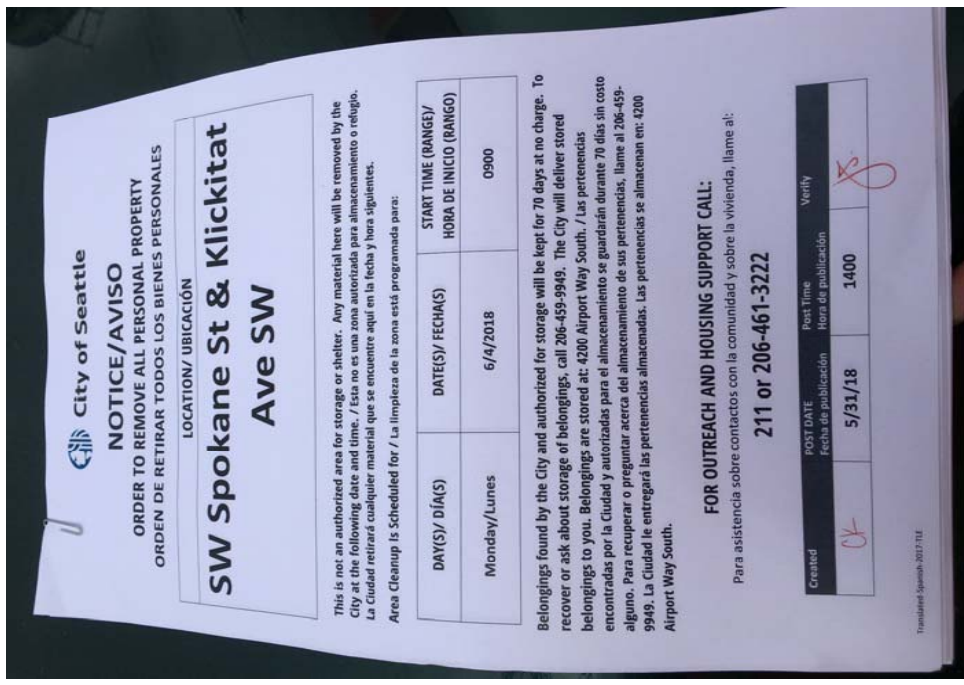 City of Seattle
NOTICE/AVISO
ORDER TO REMOVE ALL PERSONAL PROPERTY
ORDEN DE RETIRAR TODOS LOS BIENES PERSONALES
LOCATION/ UBICACIÓN
SW Spokane St & Klickitat
Ave SW
This is not an authorized area for storage or shelter. Any material here will be removed by the
City at the following date and time. / Esta no es una zona autorizada para almacenamiento o refugio.
La Ciudad retirará cualquier material que se encuentre aquí en la fecha y hora siguientes.
Area Cleanup Is Scheduled for / La limpieza de la zona está programada para:
DAY(S)/ DÍA(S) DATE(S)/ FECHA(S) START TIME (RANGE)/
HORA DE INICIO (RANGO)
Monday/Lunes 6/4/2018 0900
Belongings found by the City and authorized for storage will be kept for 70 days at no charge. To
recover or ask about storage of belongings, call 206-459-9949. The City will deliver stored
belongings to you. Belongings are stored at: 4200 Airport Way South. / Las pertenencias
encontradas por la Ciudad y autorizadas para el almacenamiento se guardarán durante 70 días sin costo
alguno. Para recuperar o preguntar acerca del almacenamiento de sus pertenencias, llame al 206-459-
9949. La Ciudad le entregará las pertenencias almacenadas. Las pertenencias se almacenan en: 4200
Airport Way South.
FOR OUTREACH AND HOUSING SUPPORT CALL:
Para asistencia sobre contactos con la comunidad y sobre la vivienda, llame al:
211 or 206-461-3222
Created POST DATE Post Time Verify
Fecha de publicación Hora de publicación
CK 5/31/18 1400
Translated-Spanish-2017-TLE